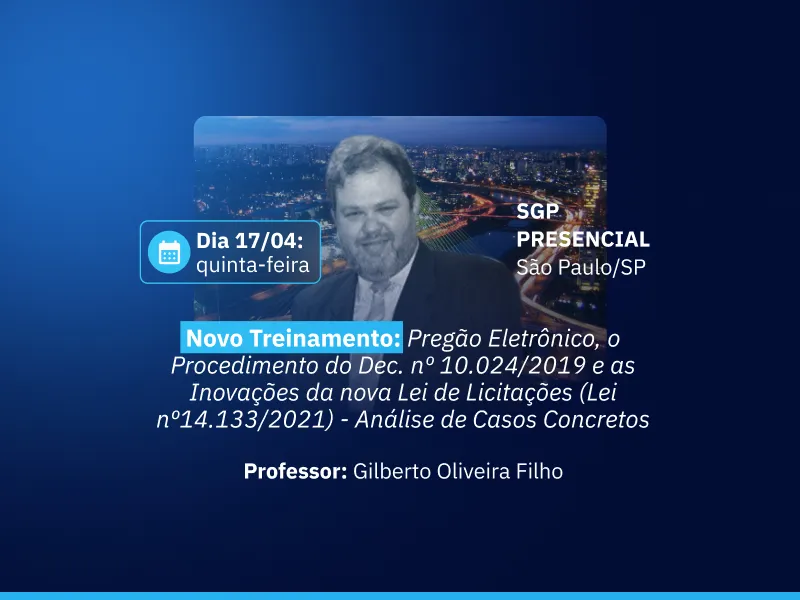 Dia 17/04:
quinta-feira
SGP
PRESENCIAL
São Paulo/SP
Novo Treinamento: Pregão Eletrônico, o
Procedimento do Dec. nº 10.024/2019 e as
Inovações da nova Lei de Licitações (Lei
nº14.133/2021) - Análise de Casos Concretos
Professor: Gilberto Oliveira Filho